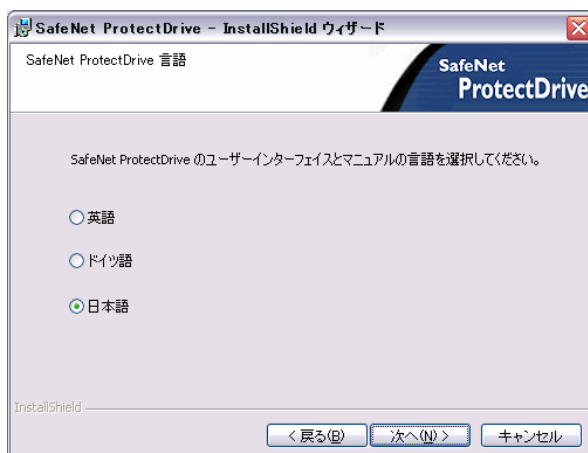 SafeNet ProtectDrive - InstallShield ウィザード
SafeNet ProtectDrive 言語
SafeNet
ProtectDrive
SafeNet ProtectDrive のユーザーインターフェイスとマニュアルの言語を選択してください。
英語
ドイツ語
日本語
InstallShield
< 戻る(B) 次へ(N) > キャンセル